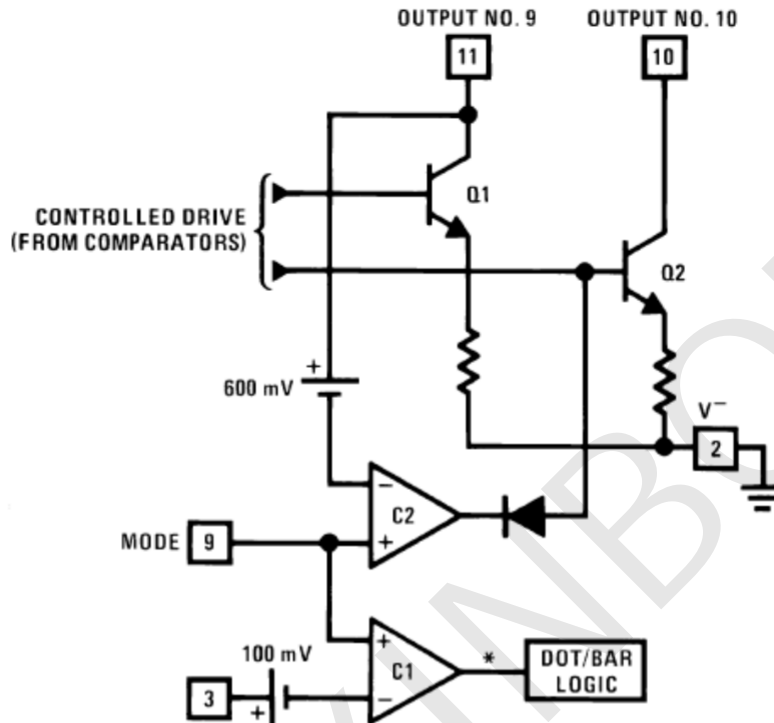 OUTPUT NO. 9
OUTPUT NO. 10
11
10
Q1
CONTROLLED DRIVE
(FROM COMPARATORS)
Q2
+
600 mV
V−
2
−
C2
MODE 9
+
100 mV
+
C1
*
DOT/BAR
LOGIC
3
+
−